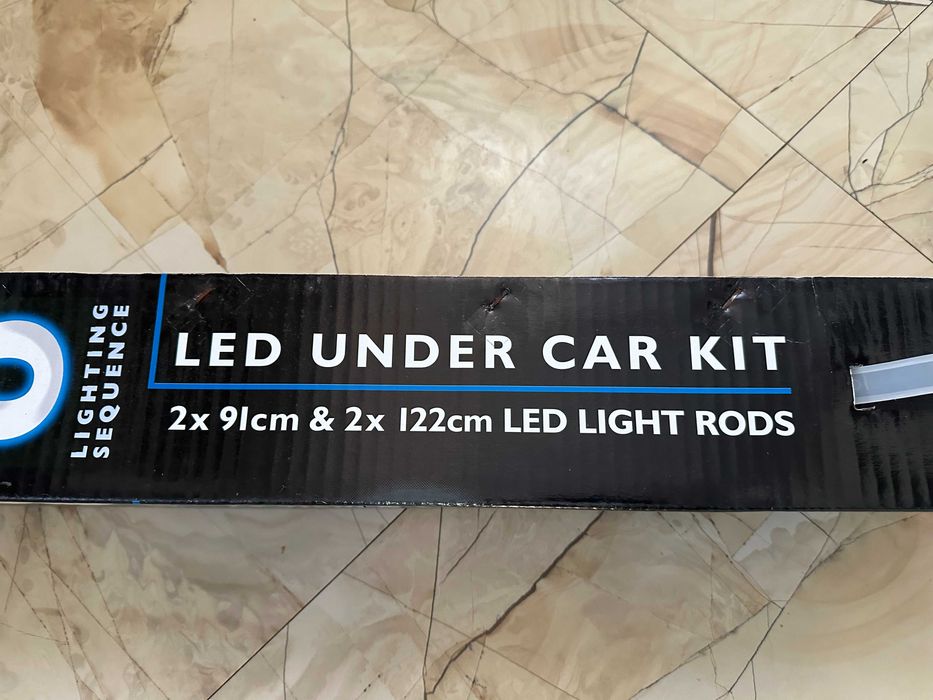 LIGHTING
SEQUENCE
LED UNDER CAR KIT
2x 91cm & 2x 122cm LED LIGHT RODS